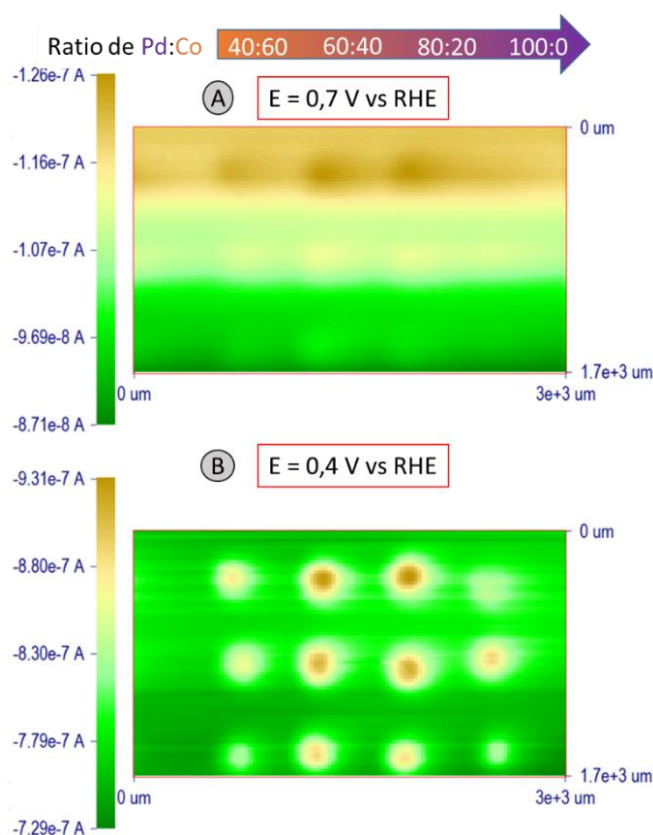 Ratio de Pd:Co 40:60 60:40 80:20 100:0
-1.26e-7 A
A E = 0,7 V vs RHE
0 um
-1.16e-7 A
-1.07e-7 A
-9.69e-8 A
1.7e+3 um
0 um 3e+3 um
-8.71e-8 A
B E = 0,4 V vs RHE
-9.31e-7 A
0 um
-8.80e-7 A
-8.30e-7 A
-7.79e-7 A
1.7e+3 um
0 um 3e+3 um
-7.29e-7 A